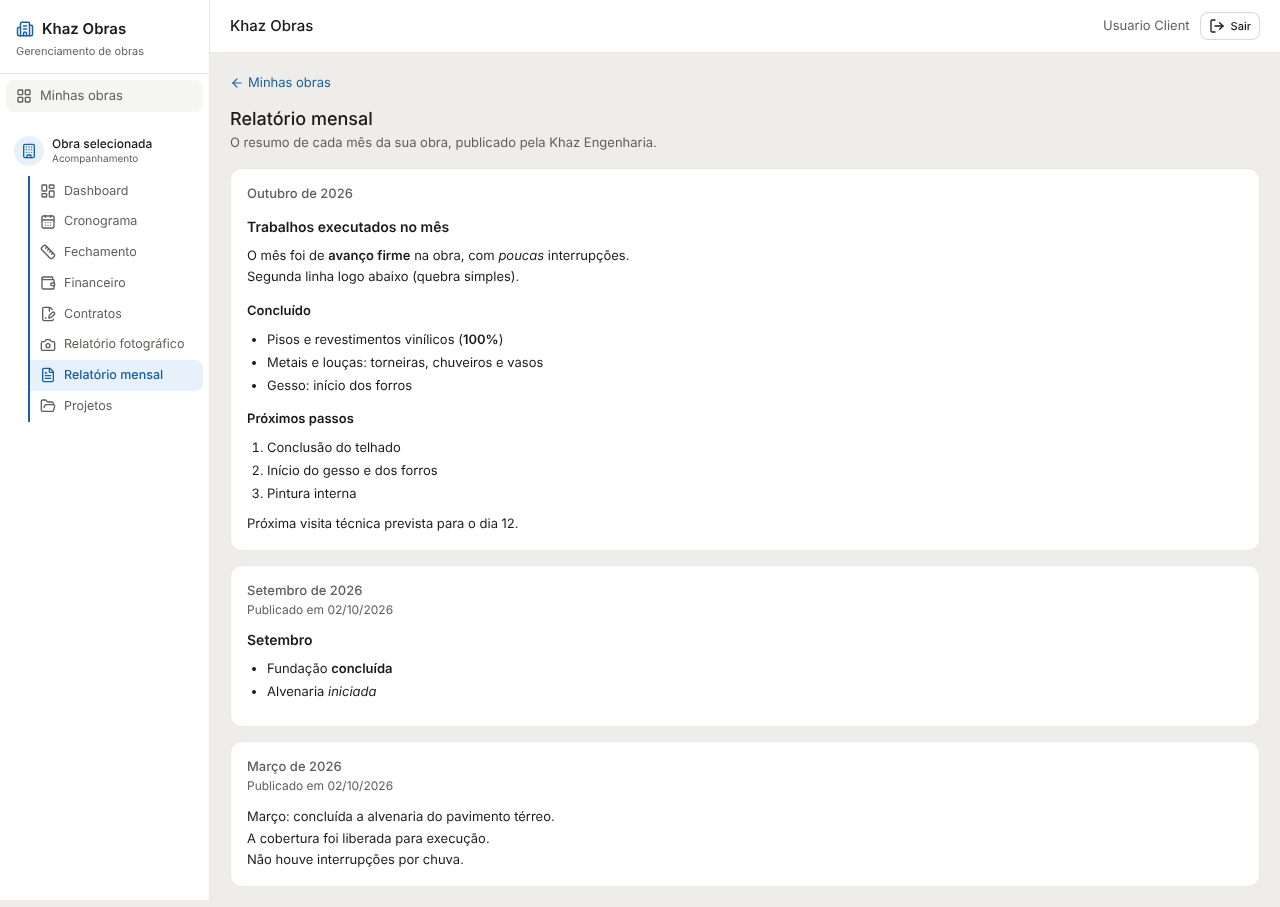 Khaz Obras
Gerenciamento de obras
Minhas obras
Obra selecionada
Acompanhamento
Dashboard
Cronograma
Fechamento
Financeiro
Contratos
Relatório fotográfico
Relatório mensal
Projetos
Khaz Obras
Usuario Client
Sair
← Minhas obras
Relatório mensal
O resumo de cada mês da sua obra, publicado pela Khaz Engenharia.
Outubro de 2026
Trabalhos executados no mês
O mês foi de avanço firme na obra, com poucas interrupções.
Segunda linha logo abaixo (quebra simples).
Concluído
• Pisos e revestimentos vinílicos (100%)
• Metais e louças: torneiras, chuveiros e vasos
• Gesso: início dos forros
Próximos passos
1. Conclusão do telhado
2. Início do gesso e dos forros
3. Pintura interna
Próxima visita técnica prevista para o dia 12.
Setembro de 2026
Publicado em 02/10/2026
Setembro
• Fundação concluída
• Alvenaria iniciada
Março de 2026
Publicado em 02/10/2026
Março: concluída a alvenaria do pavimento térreo.
A cobertura foi liberada para execução.
Não houve interrupções por chuva.